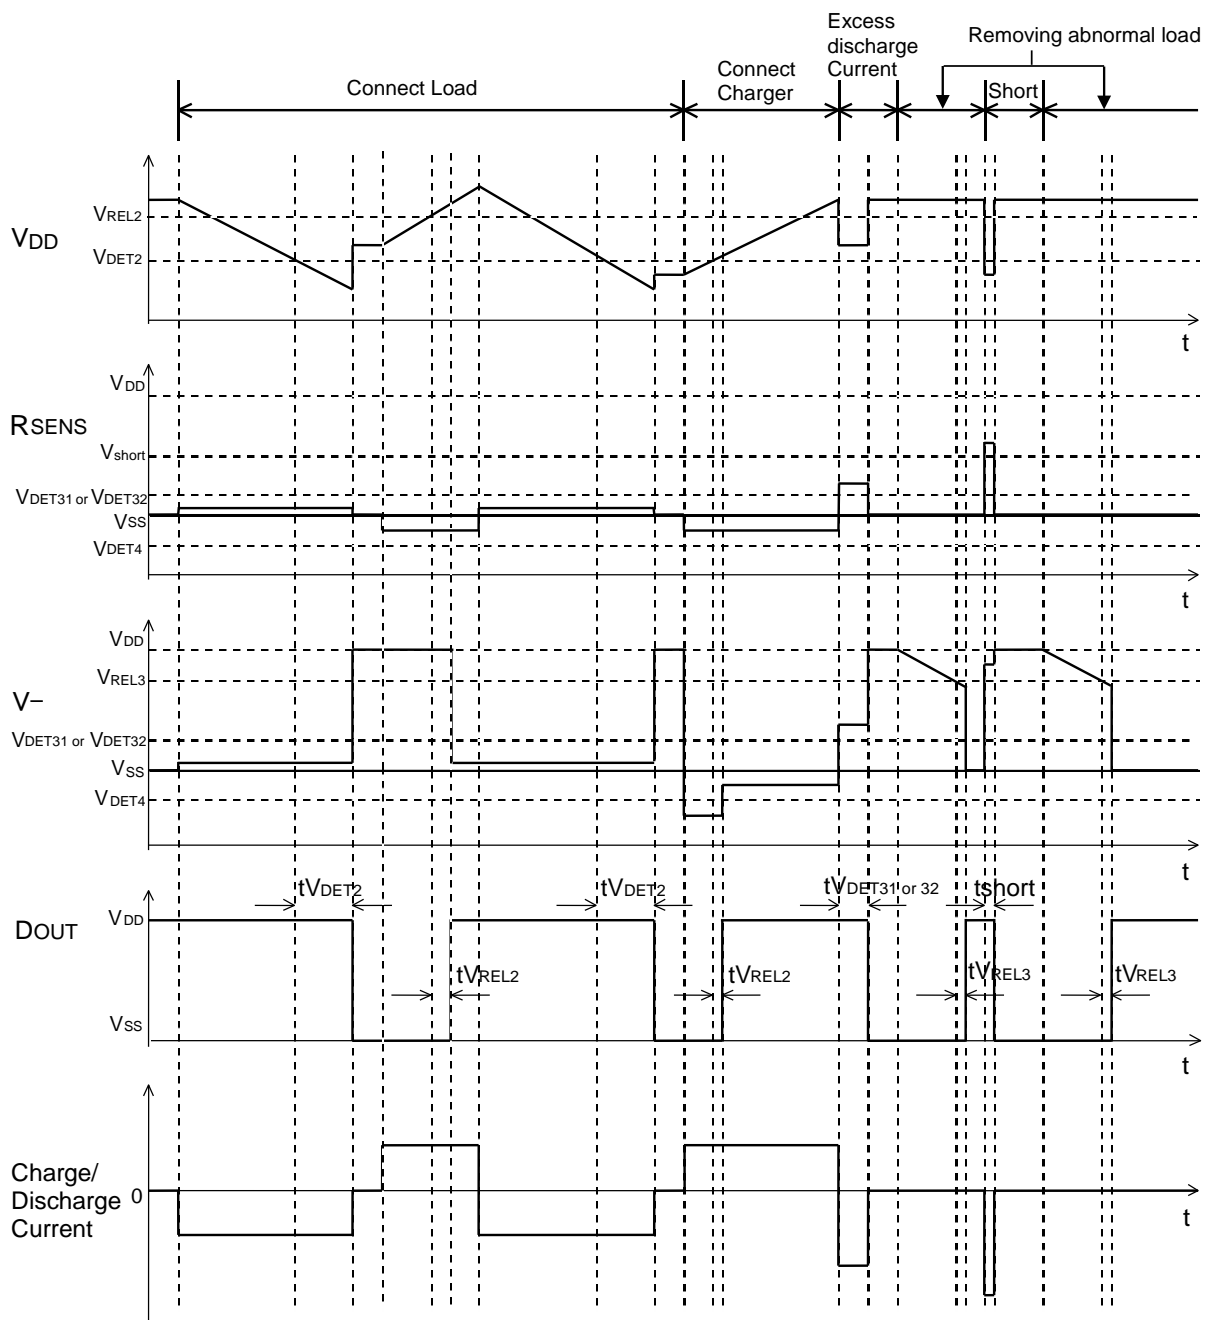 Excess
discharge
Current
Removing abnormal load
Connect Load
Connect
Charger
Short
VDD
VREL2
VDET2
t
RSENS
VDD
Vshort
VDET31 or VDET32
VSS
VDET4
t
V−
VDD
VREL3
VDET31 or VDET32
VSS
VDET4
t
DOUT
VDD
VSS
tVDET2
tVDET2
tVDET31 or 32
tshort
tVREL2
tVREL2
tVREL3
tVREL3
t
Charge/
Discharge
Current
0
t